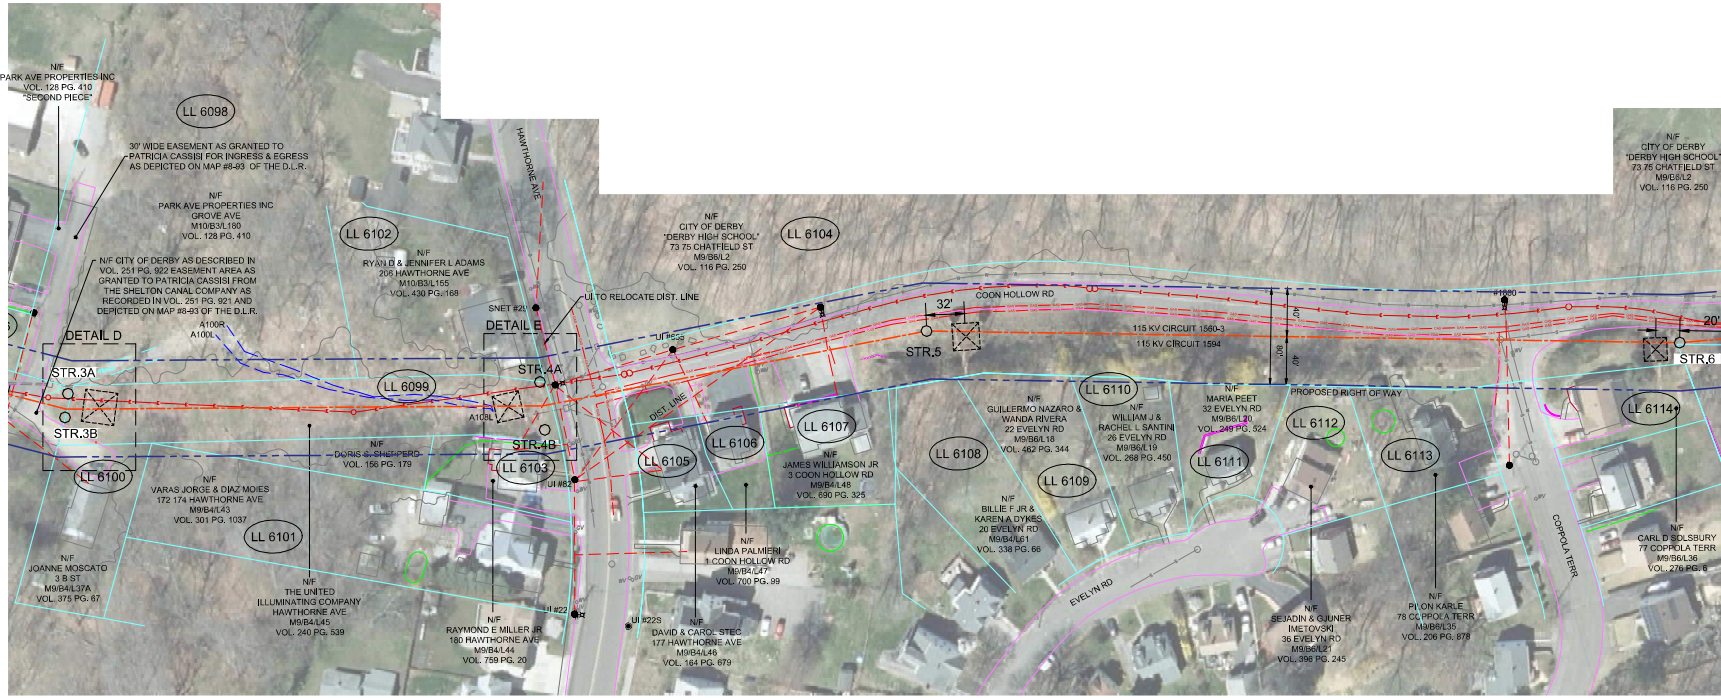 N/F
PARK AVE PROPERTIES INC
VOL. 128 PG. 410
"SECOND PIECE"
LL 6098
30' WIDE EASEMENT AS GRANTED TO
PATRICIA CASSISI FOR INGRESS & EGRESS
AS DEPICTED ON MAP #8-93 OF THE D.L.R.
N/F
PARK AVE PROPERTIES INC
GROVE AVE
M10/B3/L180
VOL. 128 PG. 410
N/F CITY OF DERBY AS DESCRIBED IN
VOL. 251 PG. 922 EASEMENT AREA AS
GRANTED TO PATRICIA CASSISI FROM
THE SHELTON CANAL COMPANY AS
RECORDED IN VOL. 251 PG. 921 AND
DEPICTED ON MAP #8-93 OF THE D.L.R.
A100R
A100L
DETAIL D
STR.3A
STR.3B
LL 6102
N/F
RYAN D & JENNIFER L ADAMS
206 HAWTHORNE AVE
M10/B3/L155
VOL. 430 PG. 168
HAWTHORNE AVE
SNET #29
UI TO RELOCATE DIST. LINE
DETAIL E
STR.4A
STR.4B
A103L
LL 6099
LL 6100
LL 6103
N/F
DORIS S. SHEPPERD
VOL. 156 PG. 179
N/F
VARAS JORGE & DIAZ MOIES
172 174 HAWTHORNE AVE
M9/B4/L43
VOL. 301 PG. 1037
LL 6101
N/F
JOANNE MOSCATO
3 B ST
M9/B4/L37A
VOL. 375 PG. 67
N/F
THE UNITED
ILLUMINATING COMPANY
HAWTHORNE AVE
M9/B4/L45
VOL. 240 PG. 539
N/F
RAYMOND E MILLER JR
180 HAWTHORNE AVE
M9/B4/L44
VOL. 759 PG. 20
UI #82
UI #22
UI #22S
N/F
CITY OF DERBY
"DERBY HIGH SCHOOL"
73 75 CHATFIELD ST
M9/B6/L2
VOL. 116 PG. 250
LL 6104
DIST. LINE
LL 6105
LL 6106
LL 6107
N/F
JAMES WILLIAMSON JR
3 COON HOLLOW RD
M9/B4/L48
VOL. 690 PG. 325
N/F
LINDA PALMIERI
1 COON HOLLOW RD
M9/B4/L47
VOL. 700 PG. 99
N/F
DAVID & CAROL STEC
177 HAWTHORNE AVE
M9/B4/L46
VOL. 164 PG. 679
32'
STR.5
COON HOLLOW RD
115 KV CIRCUIT 1560-3
115 KV CIRCUIT 1594
40'
80'
40'
PROPOSED RIGHT OF WAY
LL 6108
N/F
GUILLERMO NAZARO &
WANDA RIVERA
22 EVELYN RD
M9/B6/L18
VOL. 462 PG. 344
LL 6110
N/F
WILLIAM J &
RACHEL L SANTINI
26 EVELYN RD
M9/B6/L19
VOL. 268 PG. 450
LL 6109
N/F
BILLIE F JR &
KAREN A DYKES
20 EVELYN RD
M9/B4/L61
VOL. 338 PG. 66
N/F
MARIA PEET
32 EVELYN RD
M9/B6/L20
VOL. 249 PG. 524
LL 6111
LL 6112
LL 6113
EVELYN RD
N/F
SEJADIN & GJUNER
IMETOVSKI
36 EVELYN RD
M9/B6/L21
VOL. 396 PG. 245
N/F
PILON KARLE
78 COPPOLA TERR
M9/B6/L35
VOL. 206 PG. 878
#1680
COPPOLA TERR
N/F
CITY OF DERBY
"DERBY HIGH SCHOOL"
73 75 CHATFIELD ST
M9/B6/L2
VOL. 116 PG. 250
20'
STR.6
LL 6114
N/F
CARL D SOLSBURY
77 COPPOLA TERR
M9/B6/L36
VOL. 276 PG. 6